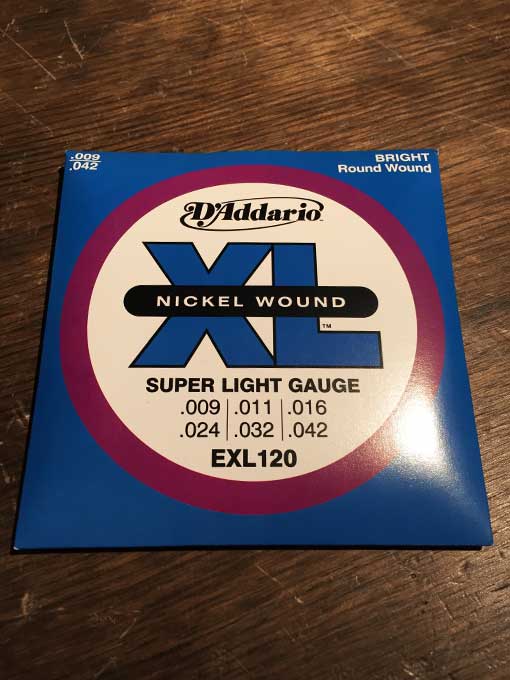 .009
.042
BRIGHT
Round Wound
D'Addario
XL
NICKEL WOUND
™
SUPER LIGHT GAUGE
.009 .011 .016
.024 .032 .042
EXL120